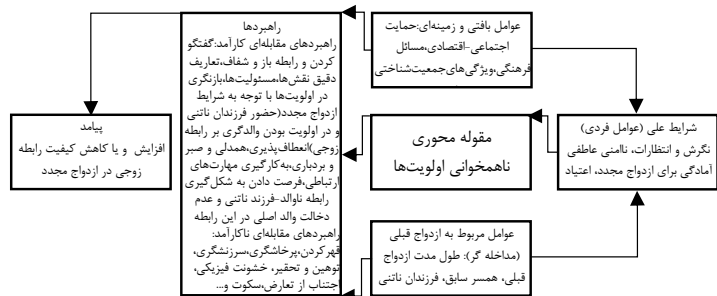 شرایط علی (عوامل فردی)
نگرش و انتظارات، ناامنی عاطفی
آمادگی برای ازدواج مجدد، اعتیاد
عوامل بافتی و زمینه‌ای:حمایت
اجتماعی-اقتصادی،مسائل
فرهنگی،ویژگی‌های جمعیت‌شناختی
مقوله محوری
ناهمخوانی اولویت‌ها
عوامل مربوط به ازدواج قبلی
(مداخله گر): طول مدت ازدواج
قبلی، همسر سابق، فرزندان ناتنی
راهبردها
راهبردهای مقابله‌ای کارآمد:گفتگو
کردن و رابطه باز و شفاف،تعاریف
دقیق نقش‌ها،مسئولیت‌ها،بازنگری
در اولویت‌ها با توجه به شرایط
ازدواج مجدد(حضور فرزندان ناتنی
و در اولویت بودن والدگری بر رابطه
زوجی)انعطاف‌پذیری،همدلی و صبر
و بردباری،به‌کارگیری مهارت‌های
ارتباطی،فرصت دادن به شکل‌گیری
رابطه ناوالد-فرزند ناتنی و عدم
دخالت والد اصلی در این رابطه
راهبردهای مقابله‌ای ناکارآمد:
قهرکردن،پرخاشگری،سرزنشگری،
توهین و تحقیر، خشونت فیزیکی،
اجتناب از تعارض،سکوت و...
پیامد
افزایش و یا کاهش کیفیت رابطه
زوجی در ازدواج مجدد